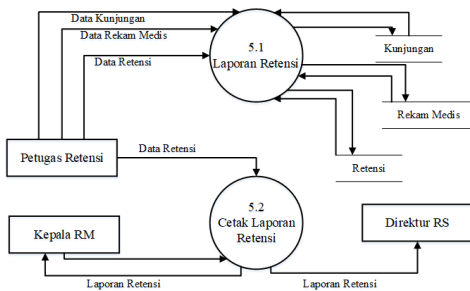 Data Kunjungan
Data Rekam Medis
Data Retensi
5.1
Laporan Retensi
Kunjungan
Rekam Medis
Retensi
Petugas Retensi
Data Retensi
5.2
Cetak Laporan
Retensi
Kepala RM
Direktur RS
Laporan Retensi
Laporan Retensi